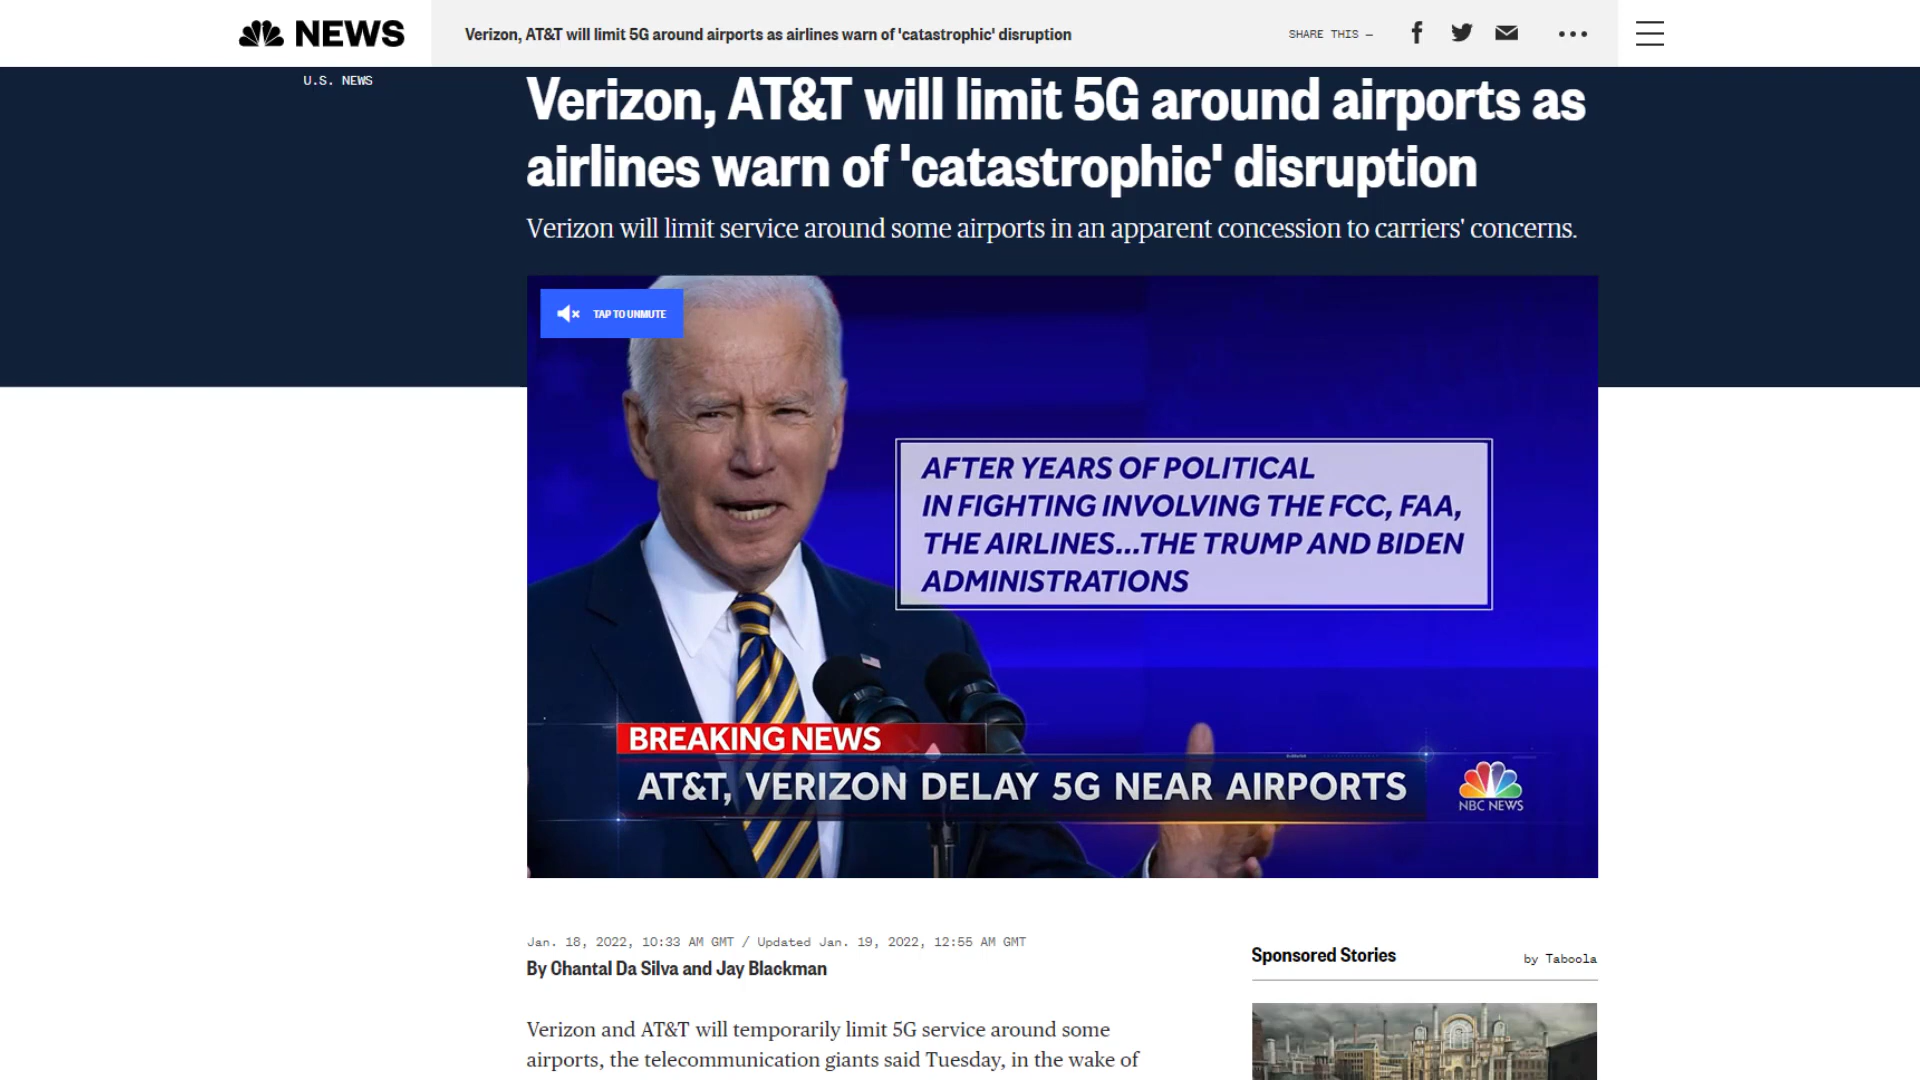 NEWS
Verizon, AT&T will limit 5G around airports as airlines warn of 'catastrophic' disruption
SHARE THIS —
U.S. NEWS
Verizon, AT&T will limit 5G around airports as
airlines warn of 'catastrophic' disruption
Verizon will limit service around some airports in an apparent concession to carriers' concerns.
TAP TO UNMUTE
AFTER YEARS OF POLITICAL
IN FIGHTING INVOLVING THE FCC, FAA,
THE AIRLINES...THE TRUMP AND BIDEN
ADMINISTRATIONS
BREAKING NEWS
AT&T, VERIZON DELAY 5G NEAR AIRPORTS
NBC NEWS
Jan. 18, 2022, 10:33 AM GMT / Updated Jan. 19, 2022, 12:55 AM GMT
By Chantal Da Silva and Jay Blackman
Sponsored Stories
by Taboola
Verizon and AT&T will temporarily limit 5G service around some
airports, the telecommunication giants said Tuesday, in the wake of